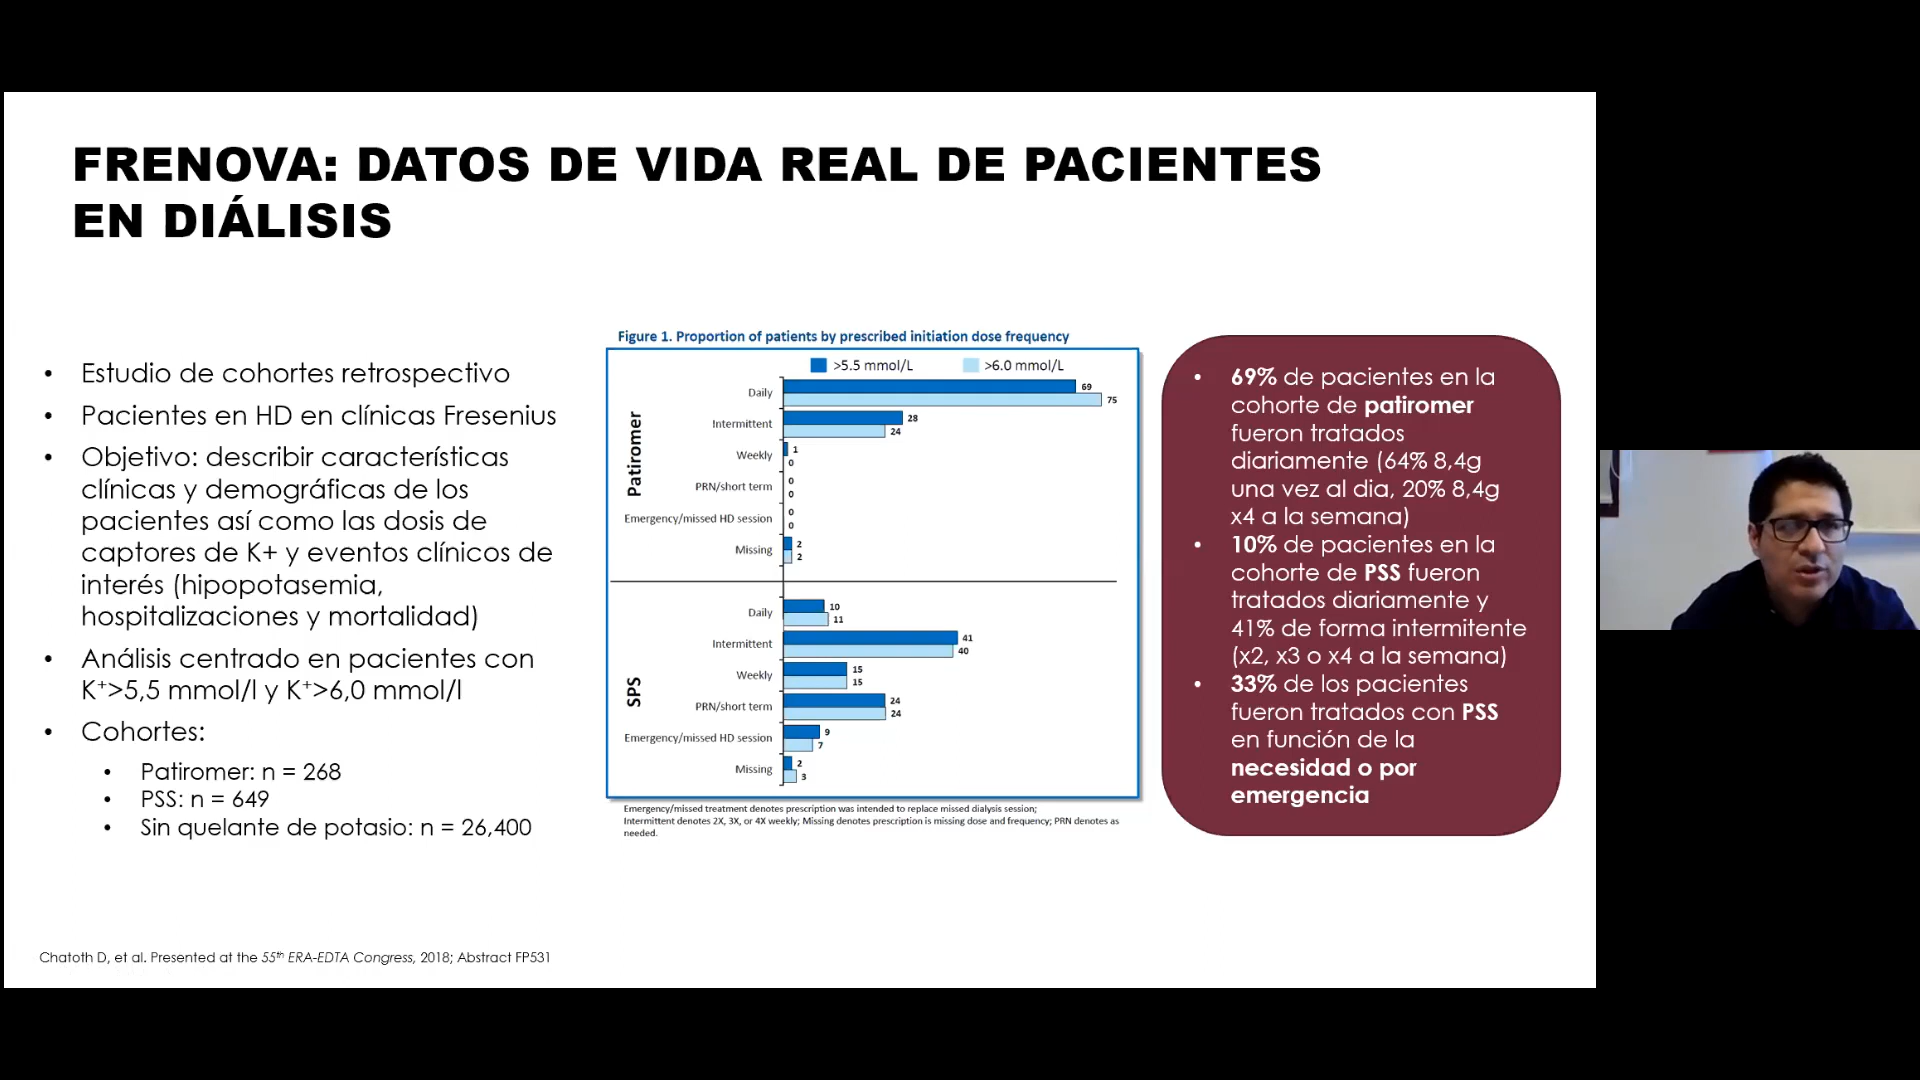 FRENOVA: DATOS DE VIDA REAL DE PACIENTES
EN DIÁLISIS
• Estudio de cohortes retrospectivo
• Pacientes en HD en clínicas Fresenius
• Objetivo: describir características
clínicas y demográficas de los
pacientes así como las dosis de
captores de K+ y eventos clínicos de
interés (hipopotasemia,
hospitalizaciones y mortalidad)
• Análisis centrado en pacientes con
K⁺>5,5 mmol/l y K⁺>6,0 mmol/l
• Cohortes:
• Patiromer: n = 268
• PSS: n = 649
• Sin quelante de potasio: n = 26,400
Figure 1. Proportion of patients by prescribed initiation dose frequency
>5.5 mmol/L >6.0 mmol/L
Patiromer
Daily 69
75
Intermittent 28
24
Weekly 1
0
PRN/short term 0
0
Emergency/missed HD session 0
0
Missing 2
2
SPS
Daily 10
11
Intermittent 41
40
Weekly 15
15
PRN/short term 24
24
Emergency/missed HD session 9
7
Missing 2
3
Emergency/missed treatment denotes prescription was intended to replace missed dialysis session;
Intermittent denotes 2X, 3X, or 4X weekly; Missing denotes prescription is missing dose and frequency; PRN denotes as
needed.
• 69% de pacientes en la
cohorte de patiromer
fueron tratados
diariamente (64% 8,4g
una vez al dia, 20% 8,4g
x4 a la semana)
• 10% de pacientes en la
cohorte de PSS fueron
tratados diariamente y
41% de forma intermitente
(x2, x3 o x4 a la semana)
• 33% de los pacientes
fueron tratados con PSS
en función de la
necesidad o por
emergencia
Chatoth D, et al. Presented at the 55th ERA-EDTA Congress, 2018; Abstract FP531